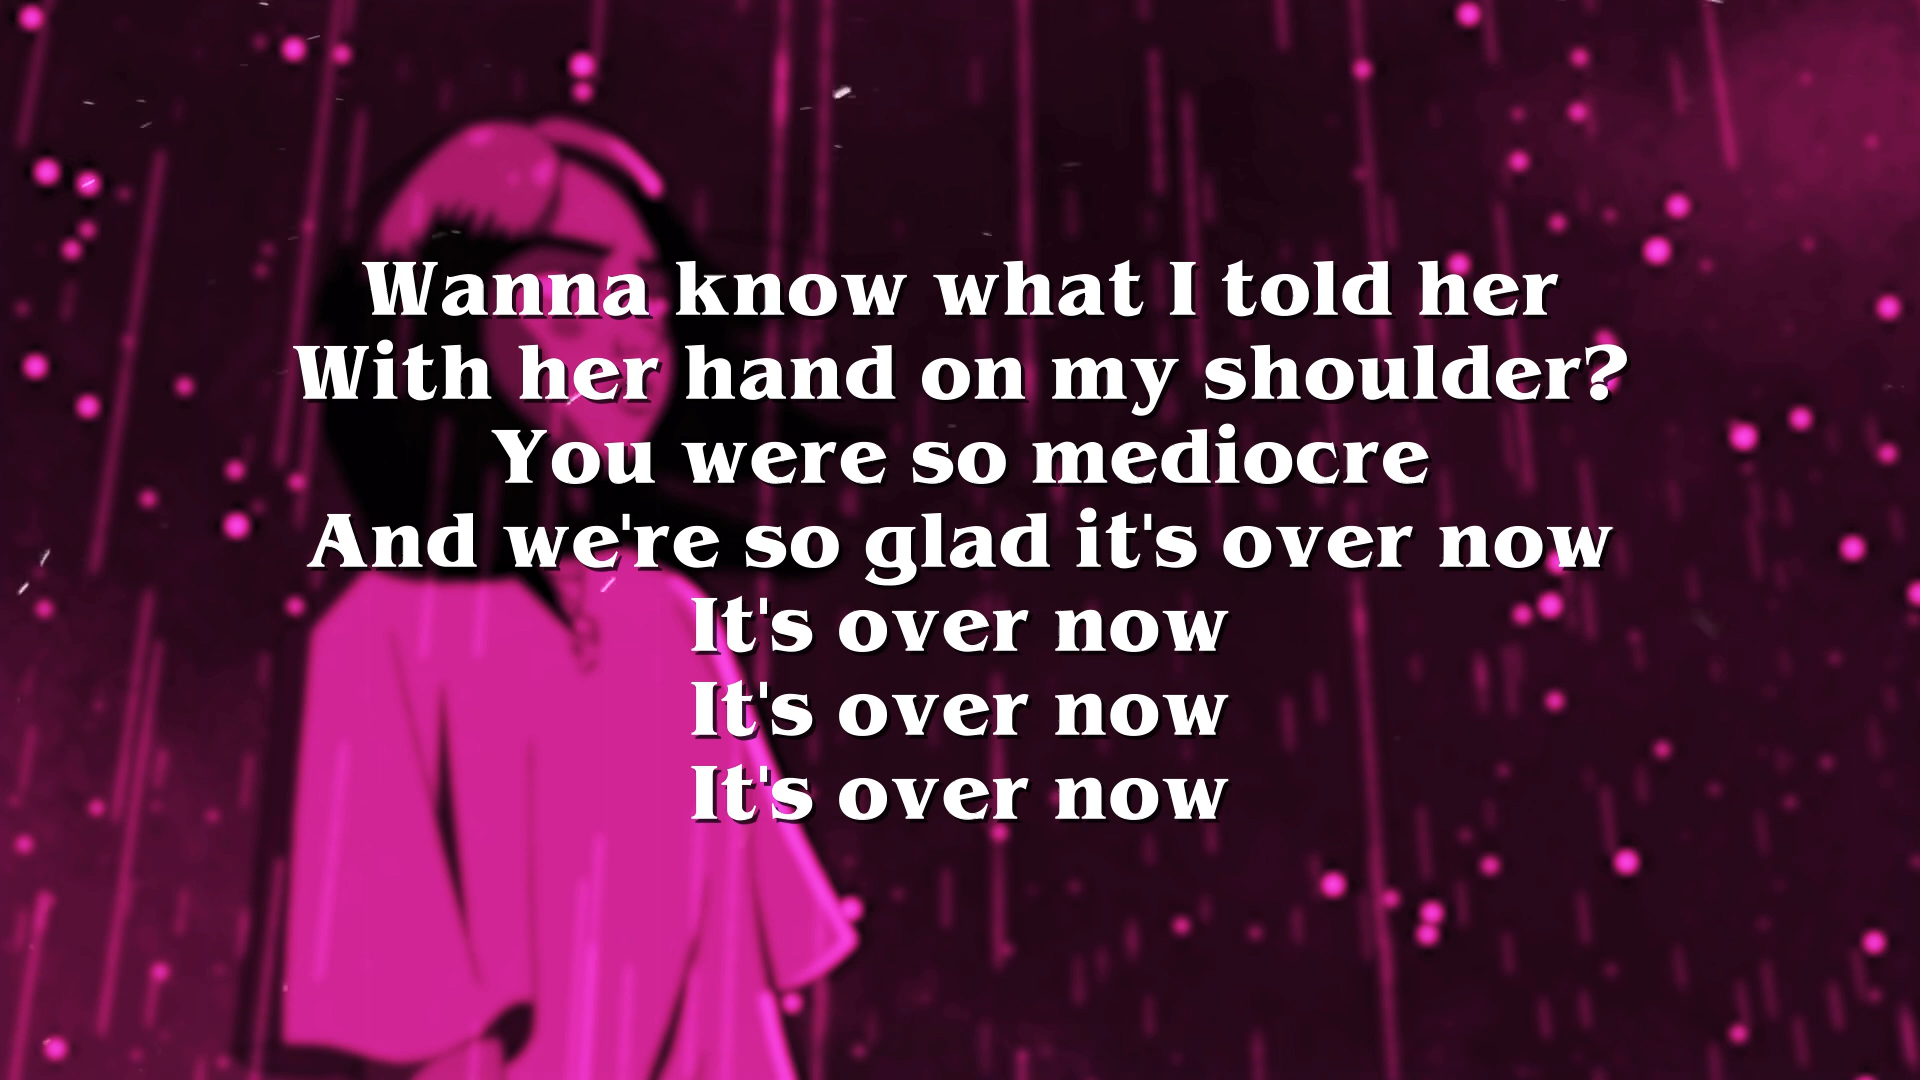 Wanna know what I told her
With her hand on my shoulder?
You were so mediocre
And we're so glad it's over now
It's over now
It's over now
It's over now